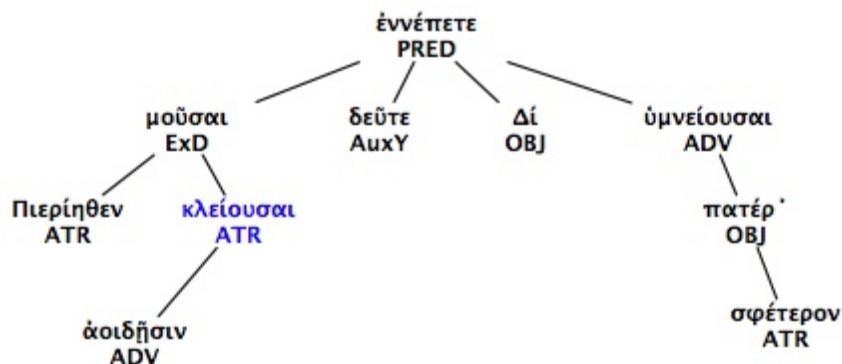 ἐννέπετε
PRED
μοῦσαι δεῦτε Δί ὑμνείουσαι
ExD AuxY OBJ ADV
Πιερίηθεν κλείουσαι πατέρ᾽
ATR ATR OBJ
ἀοιδῇσιν σφέτερον
ADV ATR